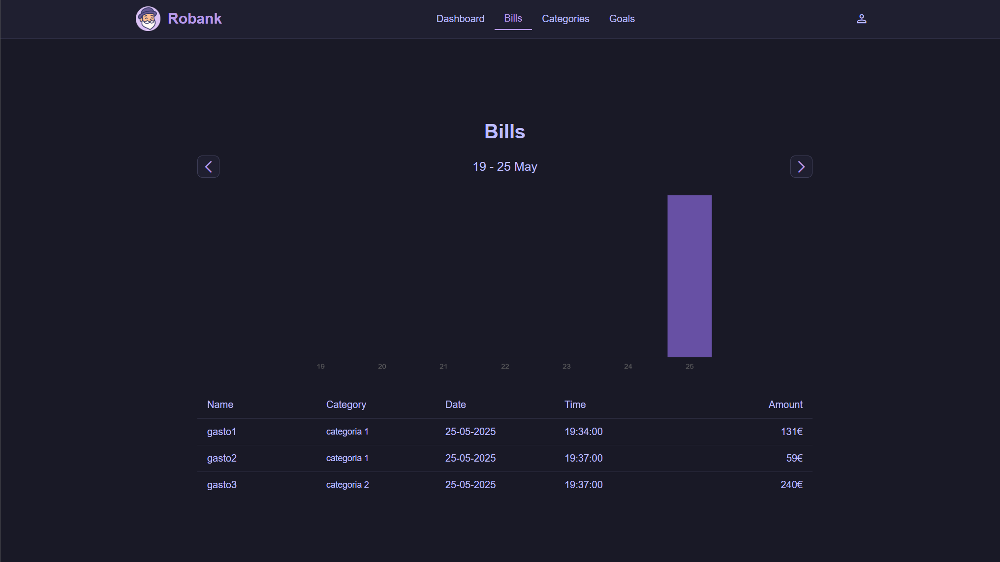 Robank
Dashboard Bills Categories Goals
Bills
19 - 25 May
19 20 21 22 23 24 25
Name Category Date Time Amount
gasto1 categoria 1 25-05-2025 19:34:00 131€
gasto2 categoria 1 25-05-2025 19:37:00 59€
gasto3 categoria 2 25-05-2025 19:37:00 240€